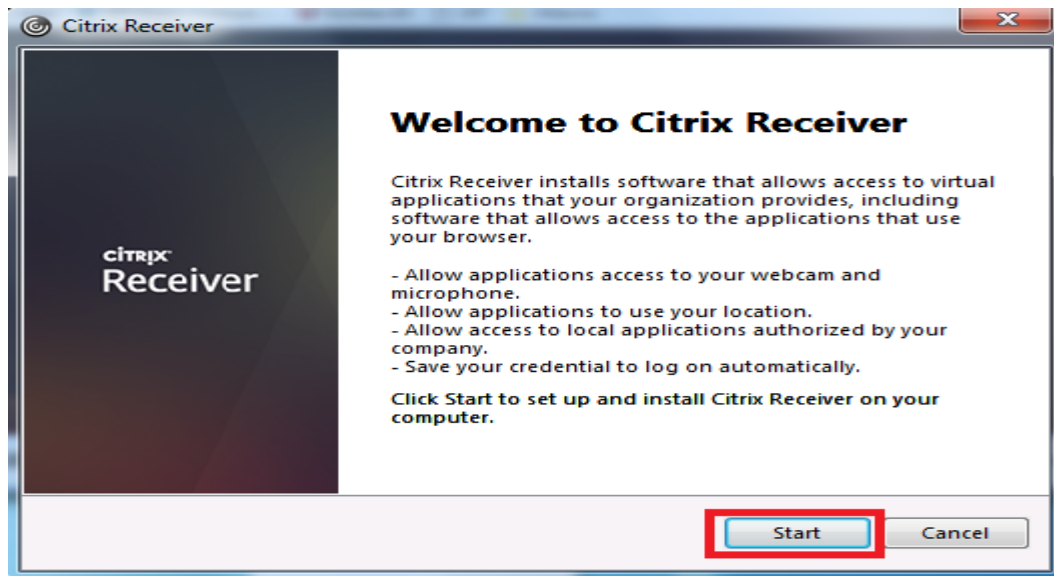 Citrix Receiver
Welcome to Citrix Receiver
Citrix Receiver installs software that allows access to virtual
applications that your organization provides, including
software that allows access to the applications that use
your browser.
- Allow applications access to your webcam and
microphone.
- Allow applications to use your location.
- Allow access to local applications authorized by your
company.
- Save your credential to log on automatically.
Click Start to set up and install Citrix Receiver on your
computer.
CITRIX
Receiver
Start
Cancel